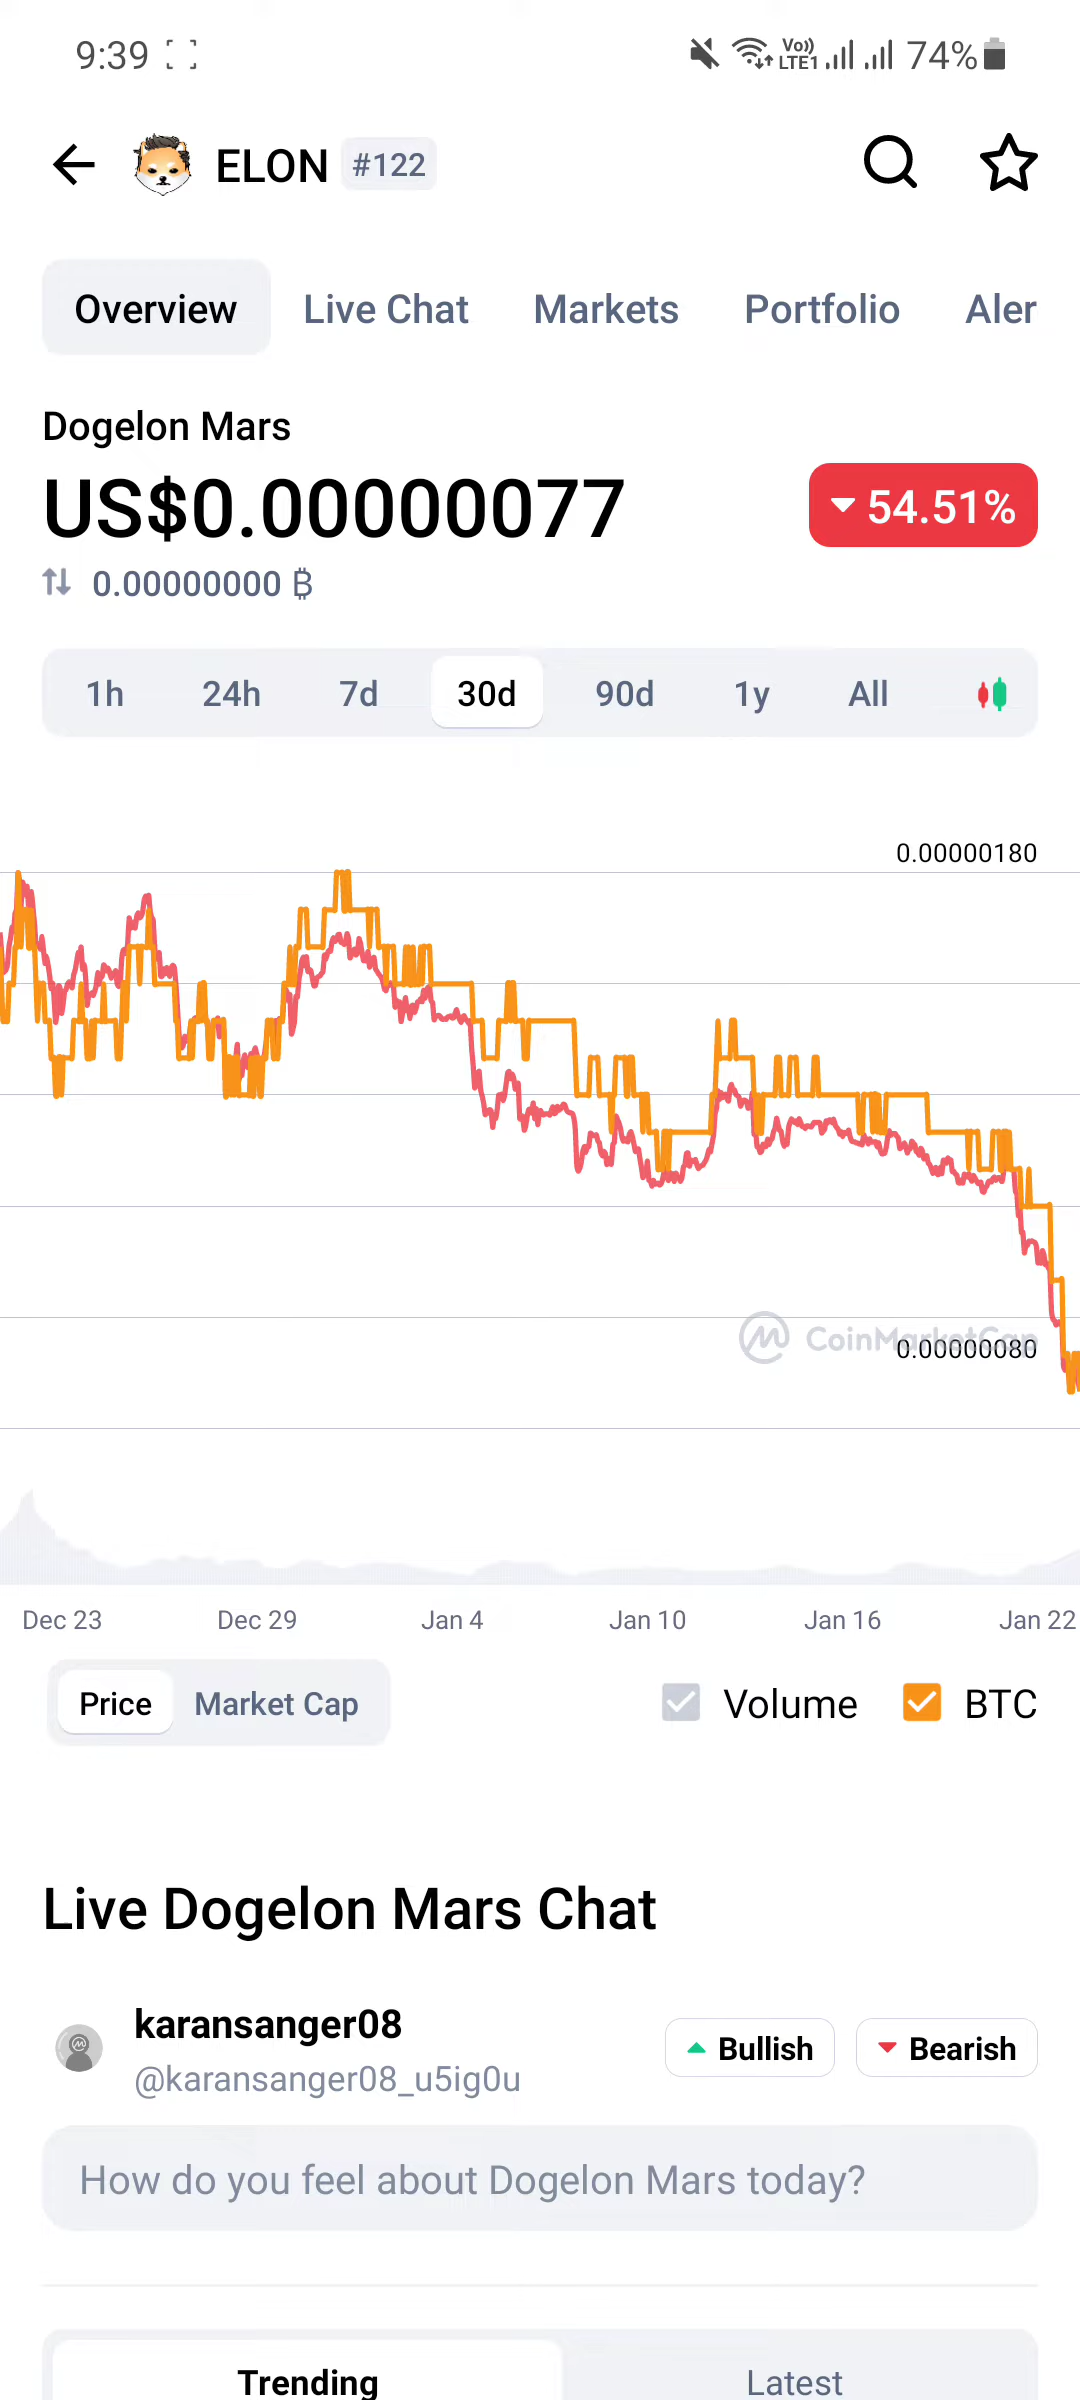 9:39 Vo)) LTE1 74%
ELON #122
Overview Live Chat Markets Portfolio Aler
Dogelon Mars
US$0.00000077 54.51%
0.00000000 ₿
1h 24h 7d 30d 90d 1y All
0.00000180
CoinMarketCap
0.00000080
Dec 23 Dec 29 Jan 4 Jan 10 Jan 16 Jan 22
Price Market Cap Volume BTC
Live Dogelon Mars Chat
karansanger08
@karansanger08_u5ig0u
Bullish Bearish
How do you feel about Dogelon Mars today?
Trending Latest